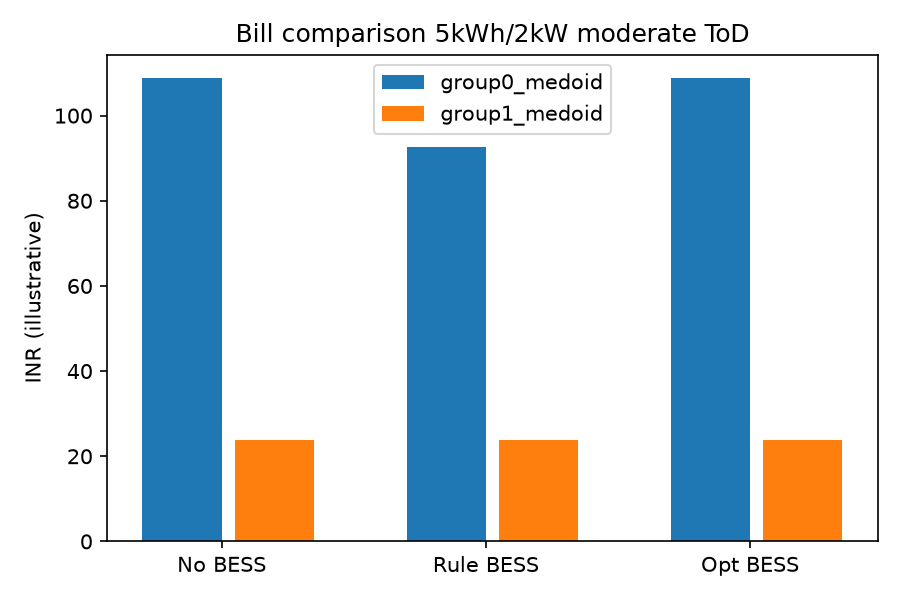 Bill comparison 5kWh/2kW moderate ToD
group0_medoid
group1_medoid
INR (illustrative)
100
80
60
40
20
0
No BESS
Rule BESS
Opt BESS